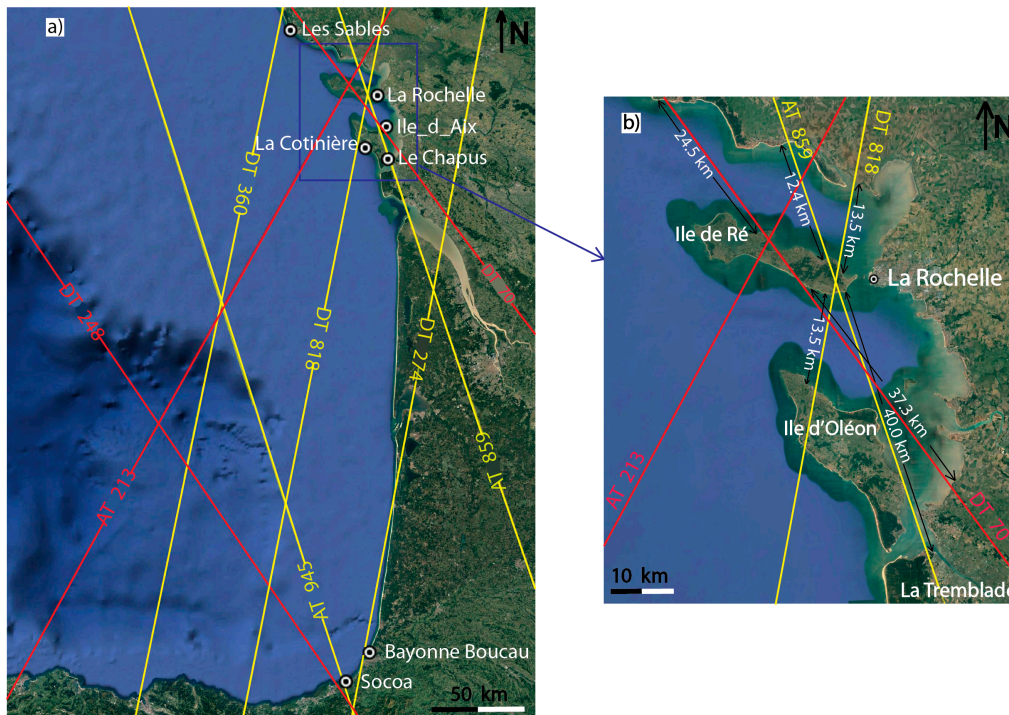 a)
N
Les Sables
La Rochelle
Ile_d_Aix
La Cotinière
Le Chapus
DT 360
DT 248
DT 70
DT 818
DT 274
AT 859
AT 213
AT 945
Bayonne Boucau
Socoa
50 km
b)
N
AT 859
DT 818
24.5 km
12.4 km
13.5 km
Ile de Ré
La Rochelle
13.5 km
37.3 km
40.0 km
Ile d'Oléon
AT 213
DT 70
10 km
La Tremblade